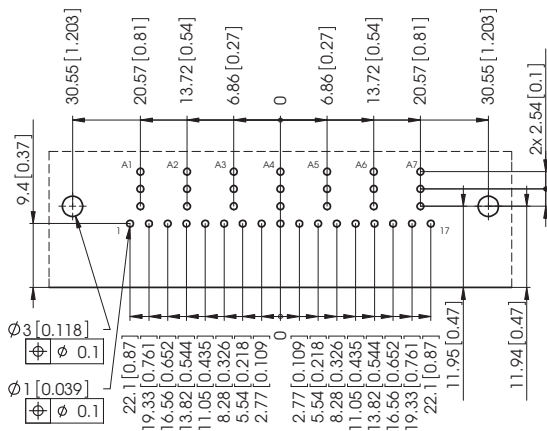 30.55 [1.203]
20.57 [0.81]
13.72 [0.54]
6.86 [0.27]
0
6.86 [0.27]
13.72 [0.54]
20.57 [0.81]
30.55 [1.203]
2x 2.54 [0.1]
9.4 [0.37]
A1
A2
A3
A4
A5
A6
A7
1
17
Ø3 [0.118]
⌖ Ø 0.1
Ø1 [0.039]
⌖ Ø 0.1
22.1 [0.87]
19.33 [0.761]
16.56 [0.652]
13.82 [0.544]
11.05 [0.435]
8.28 [0.326]
5.54 [0.218]
2.77 [0.109]
0
2.77 [0.109]
5.54 [0.218]
8.28 [0.326]
11.05 [0.435]
13.82 [0.544]
16.56 [0.652]
19.33 [0.761]
22.1 [0.87]
11.95 [0.47]
11.94 [0.47]